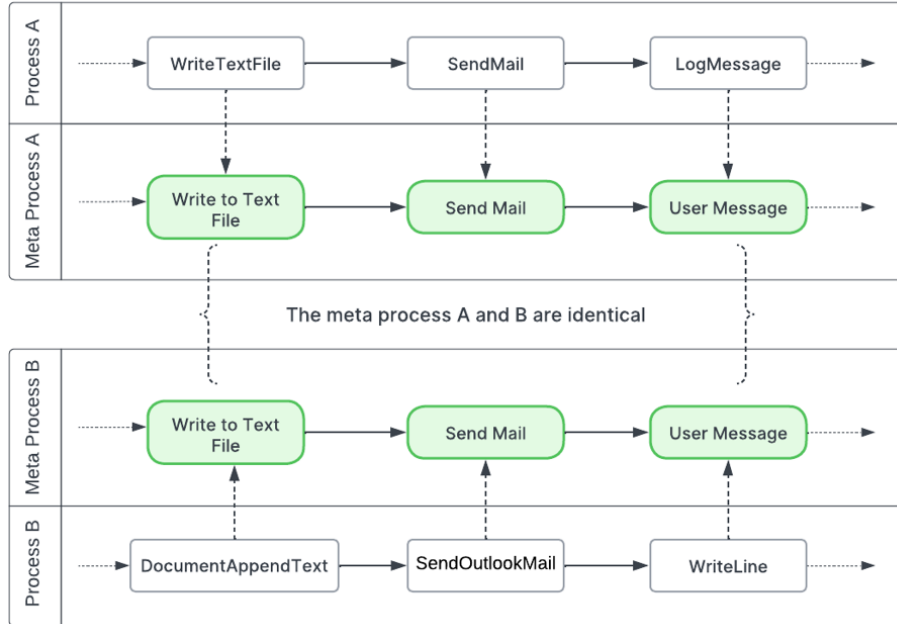 Process A
WriteTextFile
SendMail
LogMessage
Meta Process A
Write to Text
File
Send Mail
User Message
The meta process A and B are identical
Meta Process B
Write to Text
File
Send Mail
User Message
Process B
DocumentAppendText
SendOutlookMail
WriteLine